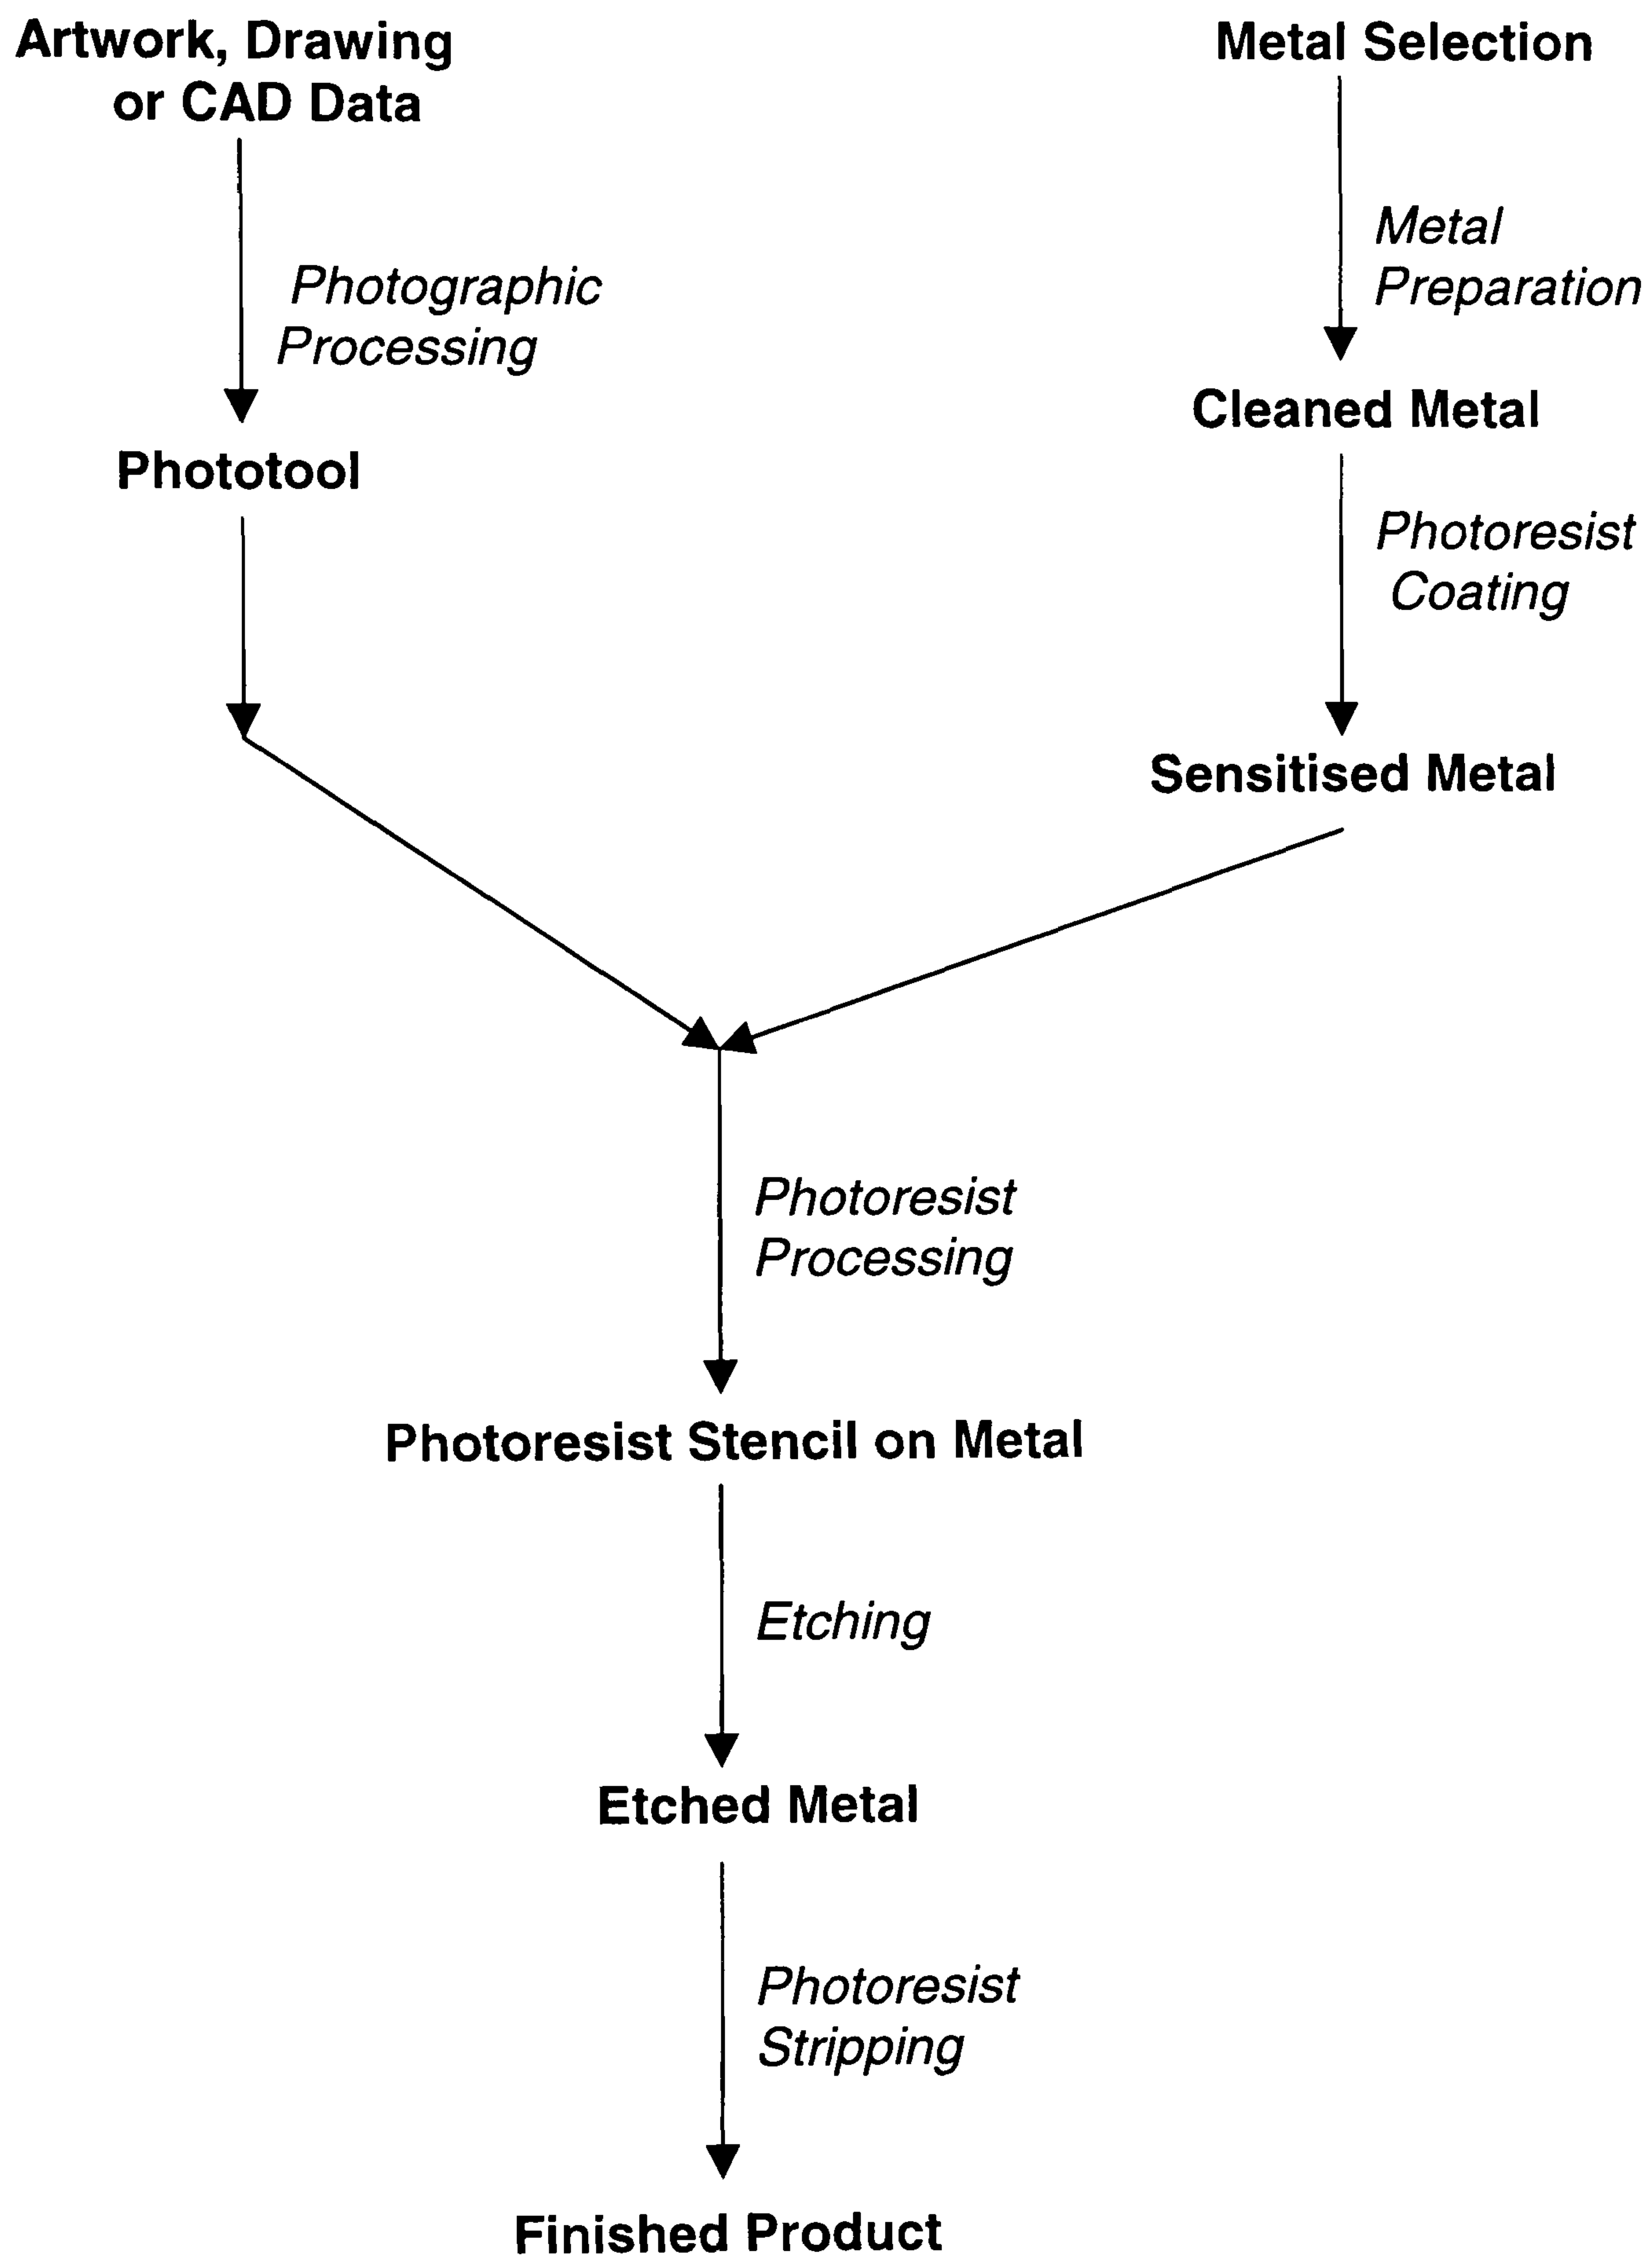 Artwork, Drawing
or CAD Data
Metal Selection
Photographic
Processing
Metal
Preparation
Phototool
Cleaned Metal
Photoresist
Coating
Sensitised Metal
Photoresist
Processing
Photoresist Stencil on Metal
Etching
Etched Metal
Photoresist
Stripping
Finished Product